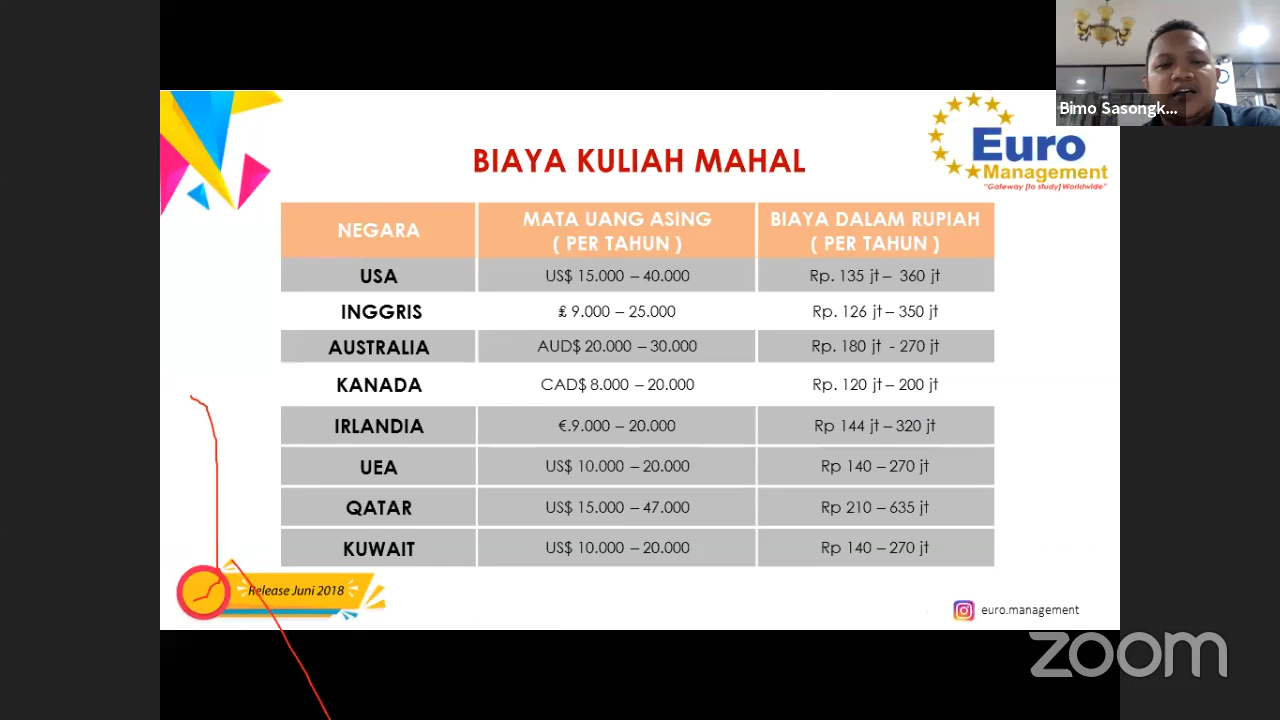 Bimo Sasongk...
Euro
Management
"Gateway [to study] Worldwide"
BIAYA KULIAH MAHAL
NEGARA MATA UANG ASING ( PER TAHUN ) BIAYA DALAM RUPIAH ( PER TAHUN )
USA US$ 15.000 – 40.000 Rp. 135 jt – 360 jt
INGGRIS £ 9.000 – 25.000 Rp. 126 jt – 350 jt
AUSTRALIA AUD$ 20.000 – 30.000 Rp. 180 jt - 270 jt
KANADA CAD$ 8.000 – 20.000 Rp. 120 jt – 200 jt
IRLANDIA €.9.000 – 20.000 Rp 144 jt – 320 jt
UEA US$ 10.000 – 20.000 Rp 140 – 270 jt
QATAR US$ 15.000 – 47.000 Rp 210 – 635 jt
KUWAIT US$ 10.000 – 20.000 Rp 140 – 270 jt
Release Juni 2018
euro.management
zoom